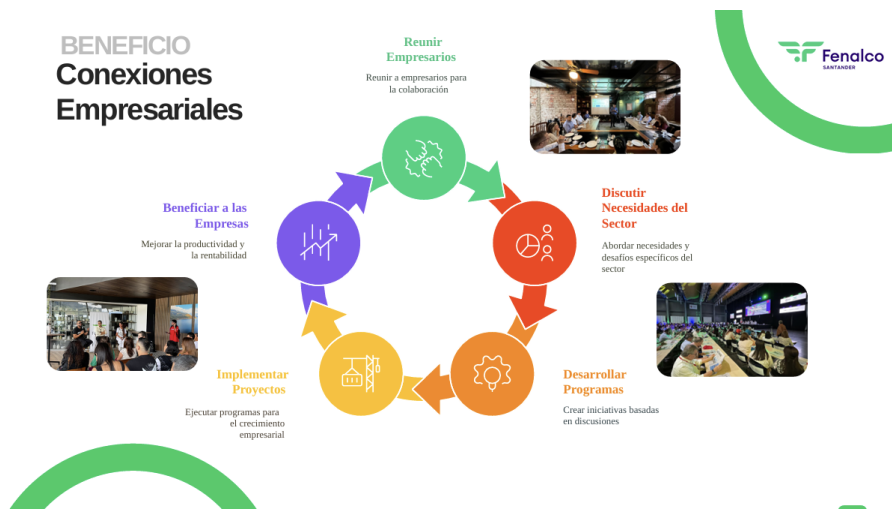 BENEFICIO
Conexiones
Empresariales
Reunir
Empresarios
Reunir a empresarios para
la colaboración
Fenalco
SANTANDER
Discutir
Necesidades del
Sector
Abordar necesidades y
desafíos específicos del
sector
Desarrollar
Programas
Crear iniciativas basadas
en discusiones
Implementar
Proyectos
Ejecutar programas para
el crecimiento
empresarial
Beneficiar a las
Empresas
Mejorar la productividad y
la rentabilidad